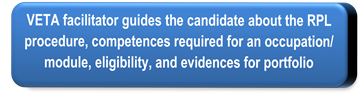 VETA facilitator guides the candidate about the RPL
procedure, competences required for an occupation/
module, eligibility, and evidences for portfolio